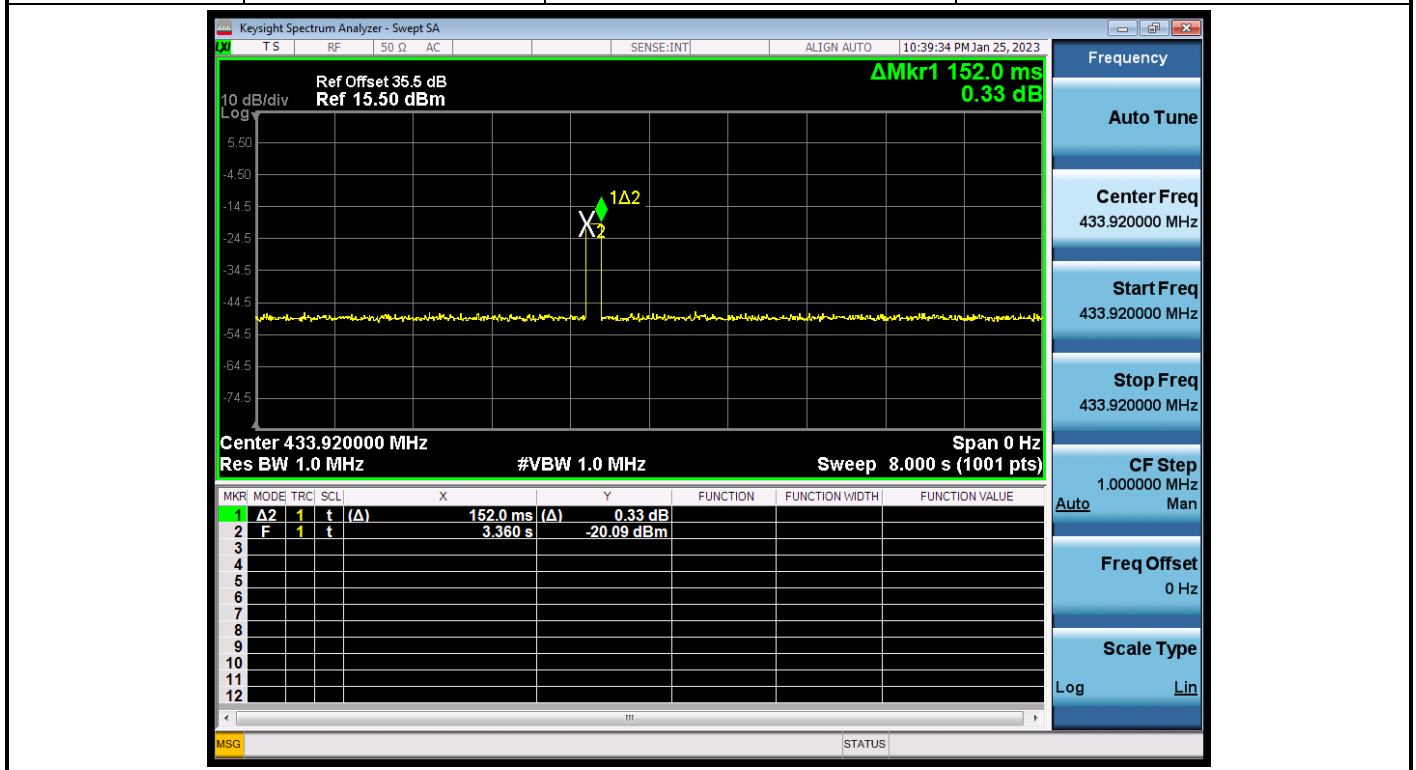 Keysight Spectrum Analyzer - Swept SA
LXI T S RF 50 Ω AC SENSE:INT ALIGN AUTO 10:39:34 PM Jan 25, 2023
Frequency
ΔMkr1 152.0 ms
0.33 dB
Ref Offset 35.5 dB
10 dB/div Ref 15.50 dBm
Log
5.50
-4.50
-14.5
-24.5
-34.5
-44.5
-54.5
-64.5
-74.5
1Δ2
X2
Center 433.920000 MHz Span 0 Hz
Res BW 1.0 MHz #VBW 1.0 MHz Sweep 8.000 s (1001 pts)
MKR MODE TRC SCL X Y FUNCTION FUNCTION WIDTH FUNCTION VALUE
1 Δ2 1 t (Δ) 152.0 ms (Δ) 0.33 dB
2 F 1 t 3.360 s -20.09 dBm
3
4
5
6
7
8
9
10
11
12
MSG STATUS
Auto Tune
Center Freq
433.920000 MHz
Start Freq
433.920000 MHz
Stop Freq
433.920000 MHz
CF Step
1.000000 MHz
Auto Man
Freq Offset
0 Hz
Scale Type
Log Lin